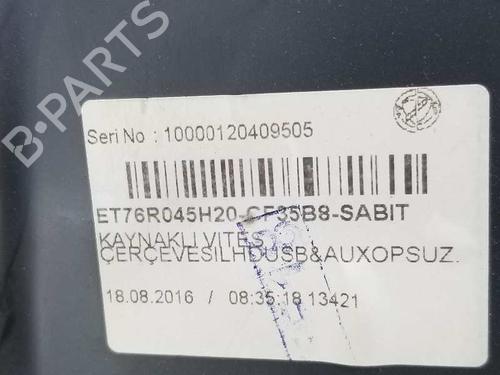 B-PARTS
Seri No : 10000120409505
ET76R045H20-CF35B8-SABIT
KAYNAKLI VITES
ÇERÇEVESILHDUSB&AUXOPSUZ.
18.08.2016 / 08:35:18 13421